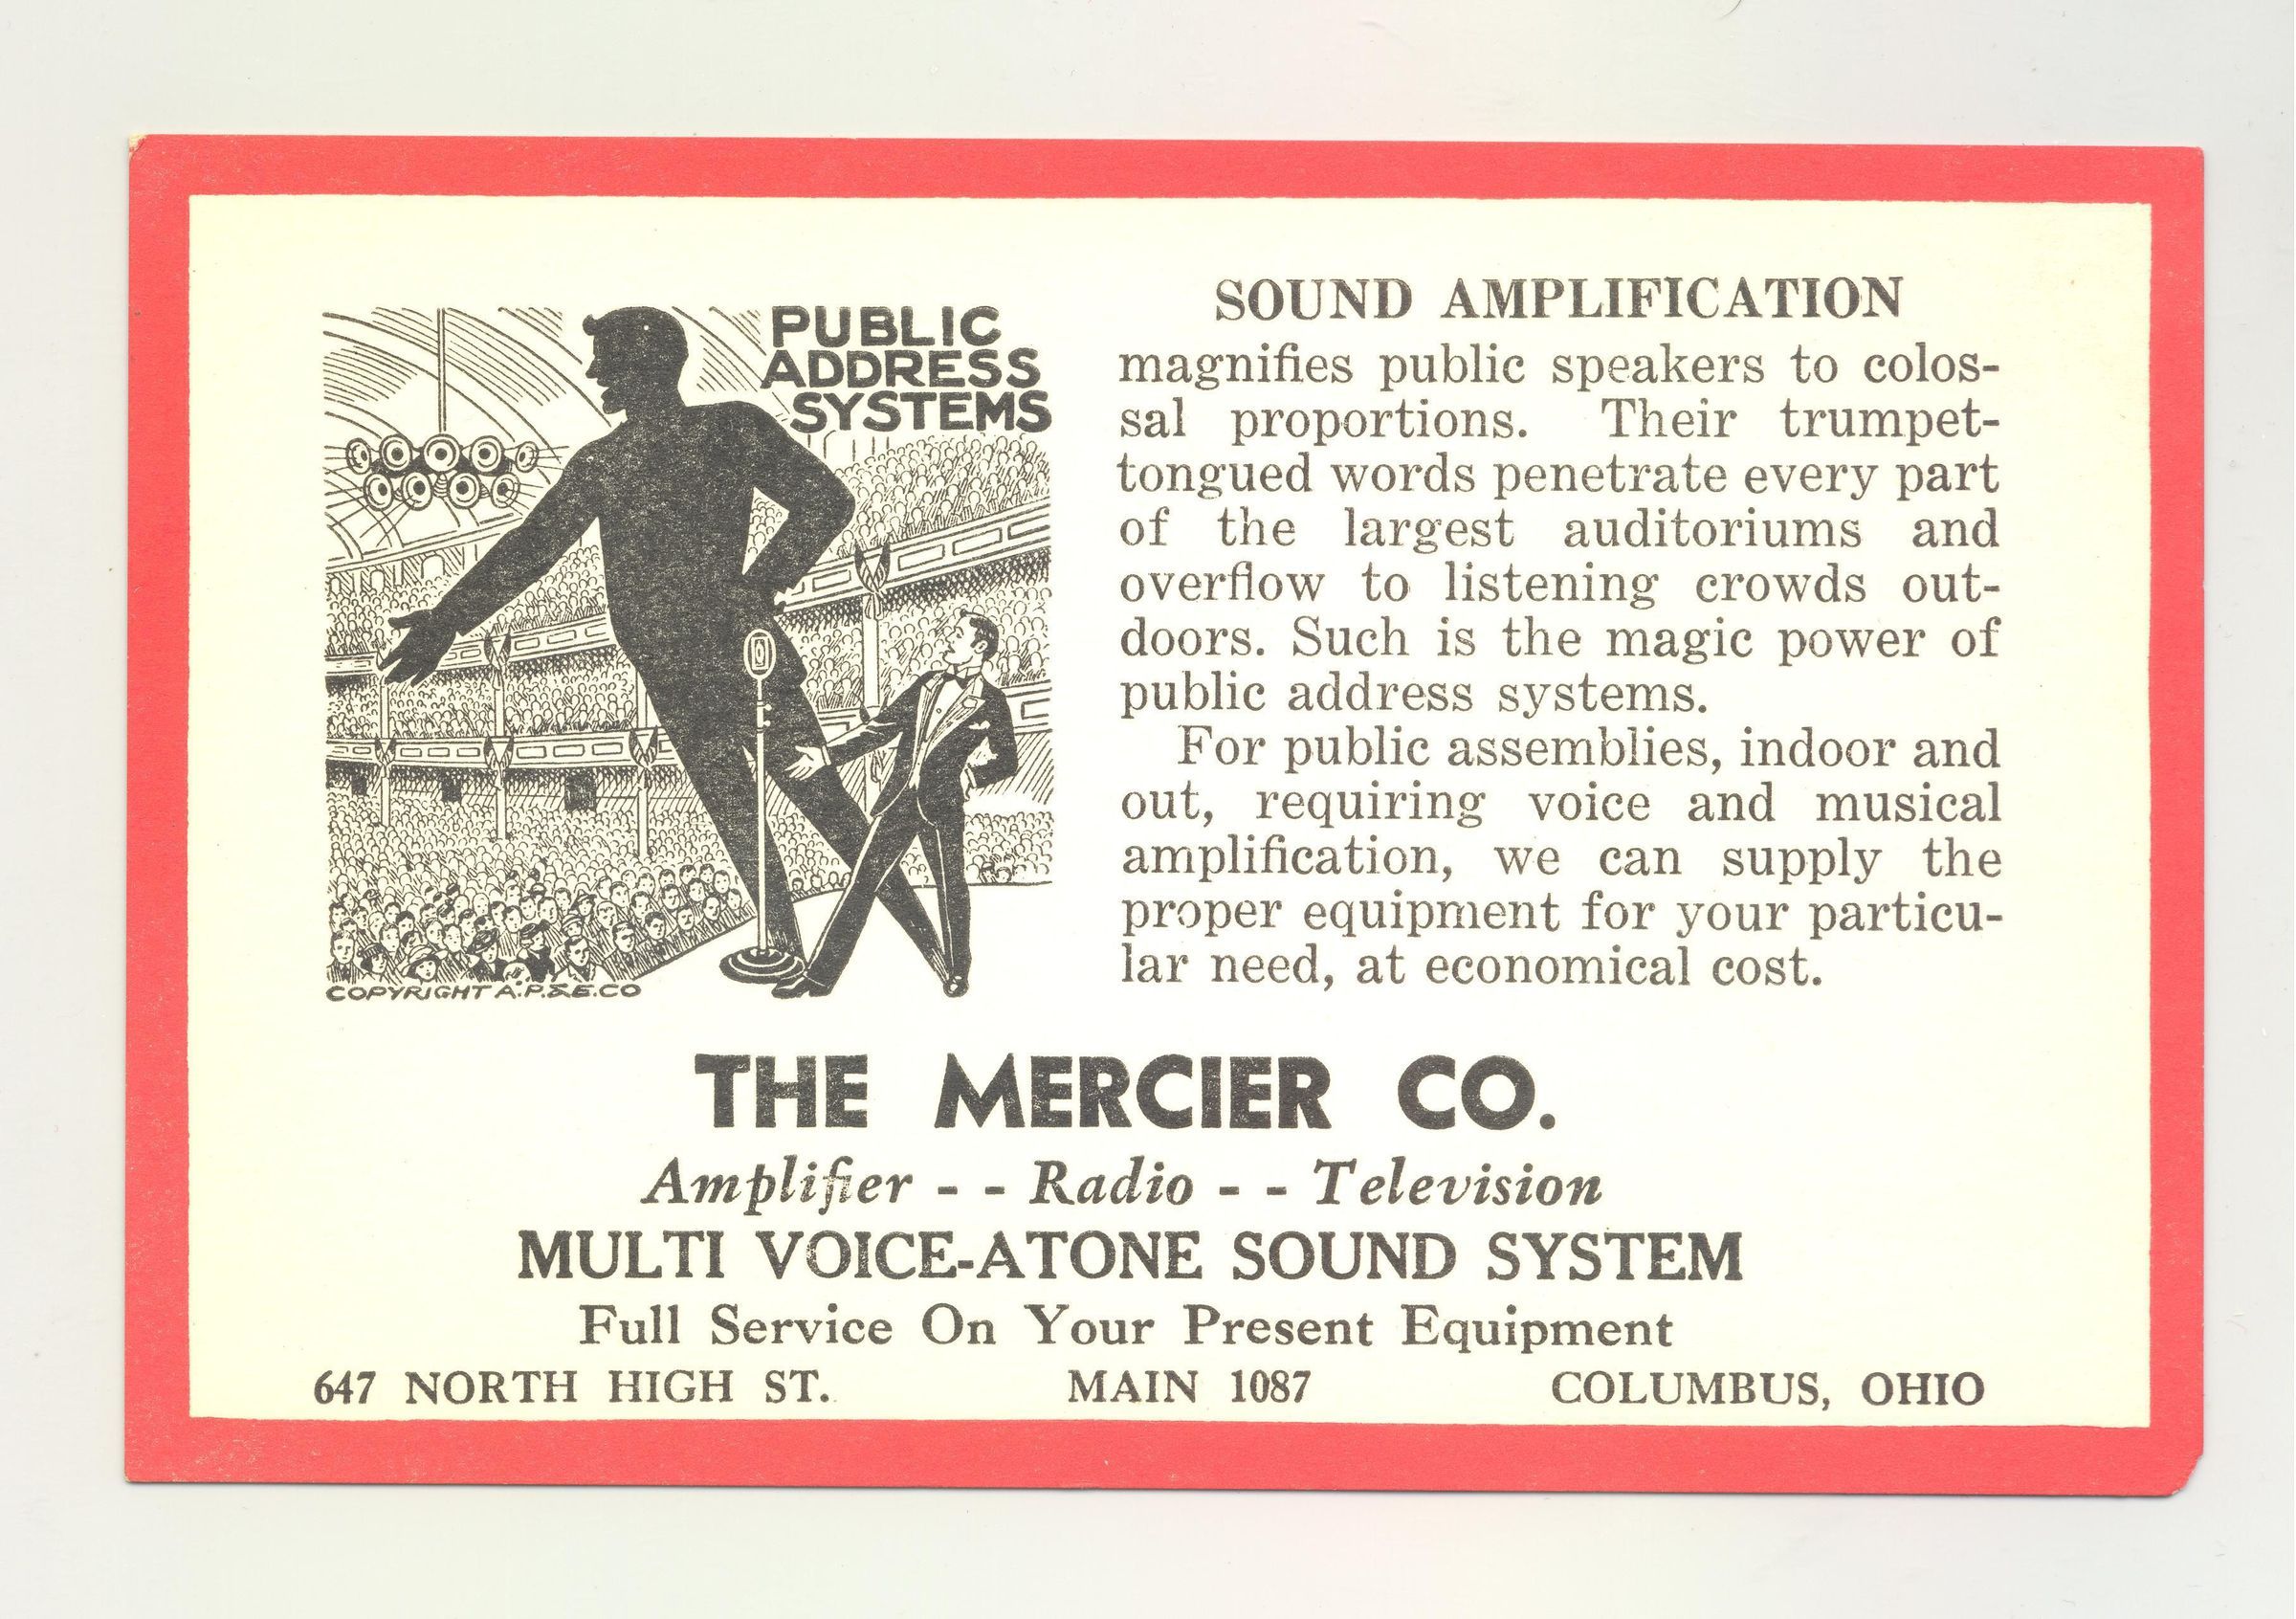 PUBLIC
ADDRESS
SYSTEMS
COPYRIGHT A.P.&E.CO
SOUND AMPLIFICATION
magnifies public speakers to colos-
sal proportions. Their trumpet-
tongued words penetrate every part
of the largest auditoriums and
overflow to listening crowds out-
doors. Such is the magic power of
public address systems.
For public assemblies, indoor and
out, requiring voice and musical
amplification, we can supply the
proper equipment for your particu-
lar need, at economical cost.
THE MERCIER CO.
Amplifier - - Radio - - Television
MULTI VOICE-ATONE SOUND SYSTEM
Full Service On Your Present Equipment
647 NORTH HIGH ST. MAIN 1087 COLUMBUS, OHIO